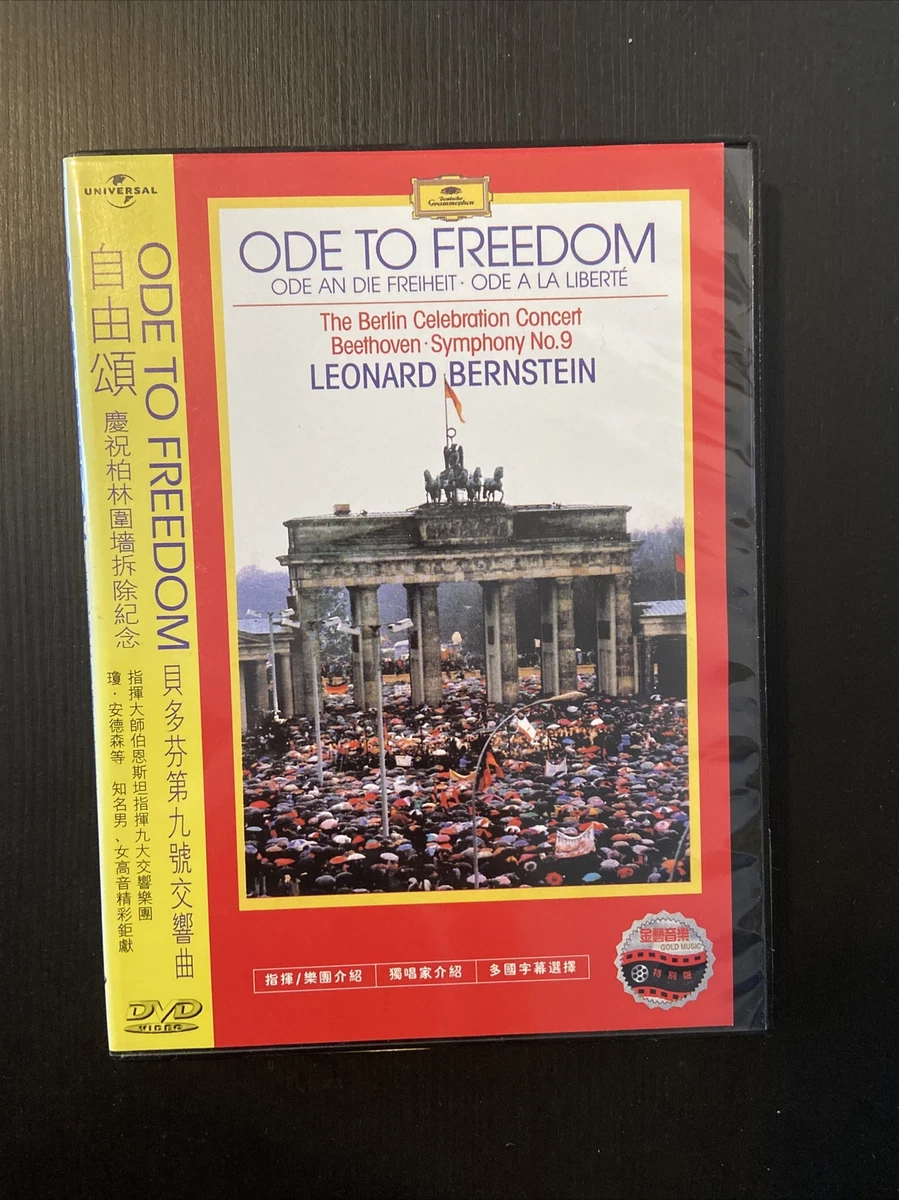 UNIVERSAL
自由頌
慶祝柏林圍墻拆除紀念
ODE TO FREEDOM
貝多芬第九號交響曲
指揮大師伯恩斯坦指揮九大交響樂團
瓊·安德森等 知名男、女高音精彩鉅獻
DVD
VIDEO
Deutsche
Grammophon
ODE TO FREEDOM
ODE AN DIE FREIHEIT · ODE A LA LIBERTÉ
The Berlin Celebration Concert
Beethoven · Symphony No.9
LEONARD BERNSTEIN
指揮/樂團介紹 獨唱家介紹 多國字幕選擇
金藝音樂
GOLD MUSIC
特別版